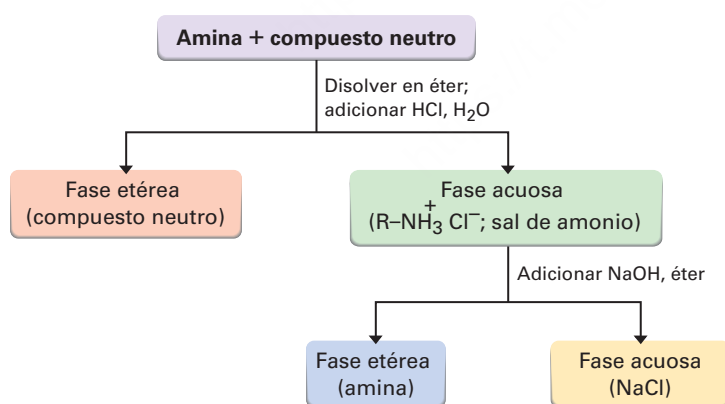 Amina + compuesto neutro
Disolver en éter;
adicionar HCl, H₂O
Fase etérea
(compuesto neutro)
Fase acuosa
(R–NH₃⁺ Cl⁻; sal de amonio)
Adicionar NaOH, éter
Fase etérea
(amina)
Fase acuosa
(NaCl)